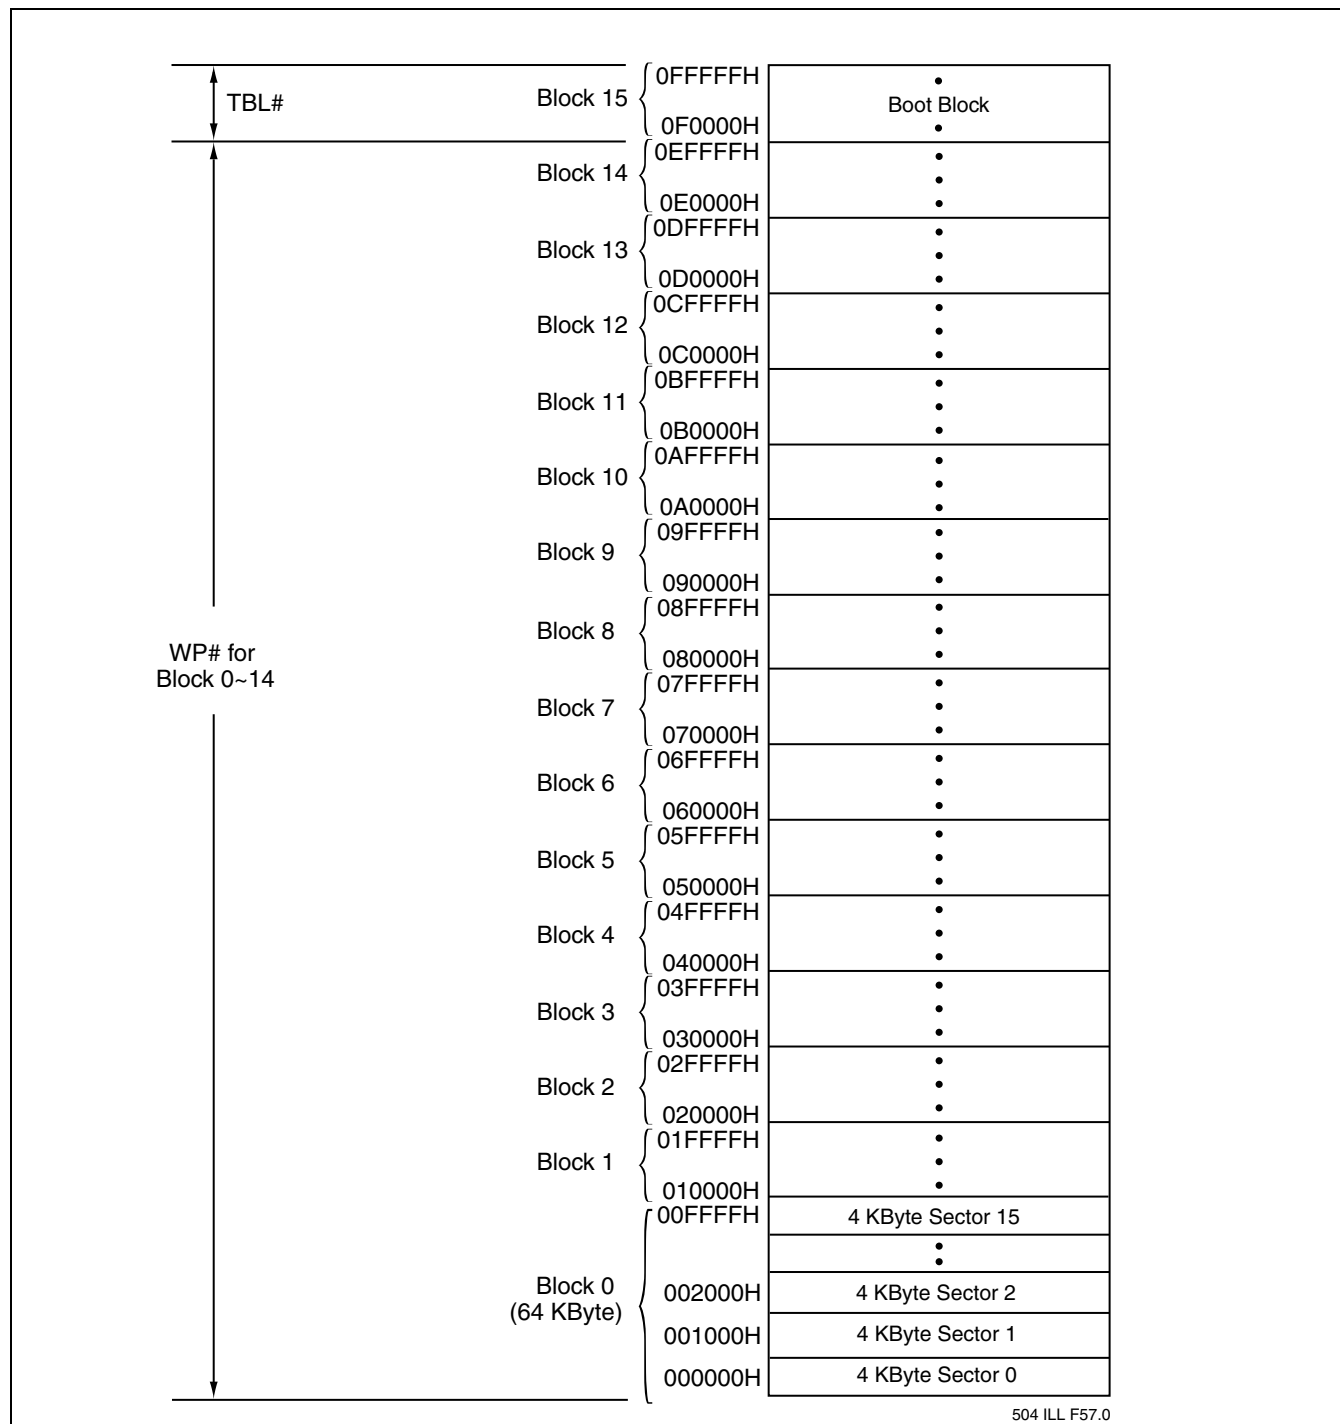 TBL#
Block 15
0FFFFFH
Boot Block
0F0000H
Block 14
0EFFFFH
0E0000H
Block 13
0DFFFFH
0D0000H
Block 12
0CFFFFH
0C0000H
Block 11
0BFFFFH
0B0000H
Block 10
0AFFFFH
0A0000H
Block 9
09FFFFH
090000H
Block 8
08FFFFH
080000H
WP# for
Block 0~14
Block 7
07FFFFH
070000H
Block 6
06FFFFH
060000H
Block 5
05FFFFH
050000H
Block 4
04FFFFH
040000H
Block 3
03FFFFH
030000H
Block 2
02FFFFH
020000H
Block 1
01FFFFH
010000H
00FFFFH
4 KByte Sector 15
Block 0
(64 KByte)
002000H
4 KByte Sector 2
001000H
4 KByte Sector 1
000000H
4 KByte Sector 0
504 ILL F57.0